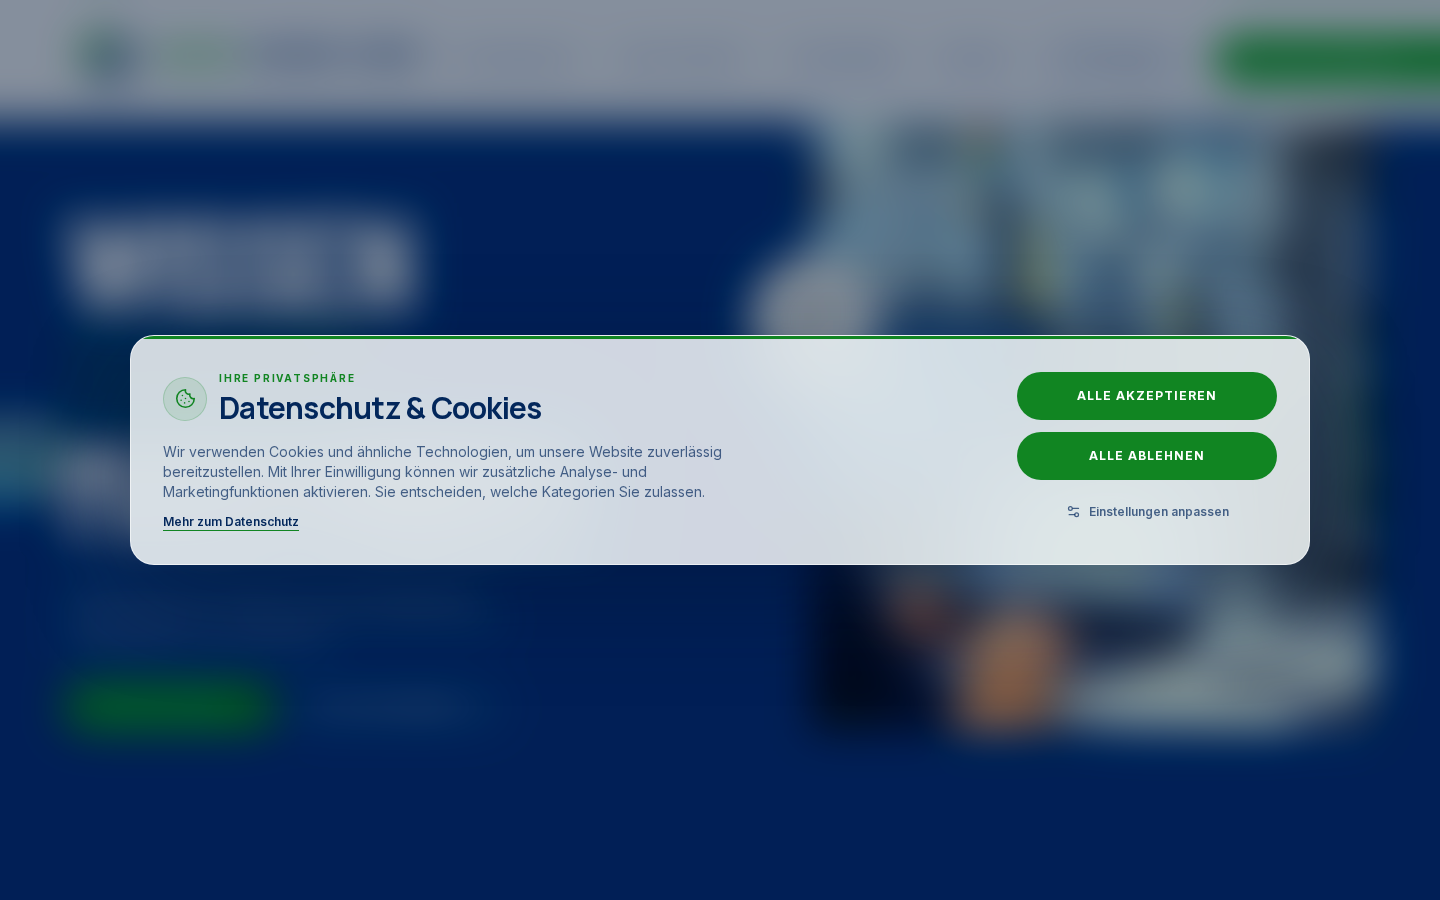 IHRE PRIVATSPHÄRE
Datenschutz & Cookies
Wir verwenden Cookies und ähnliche Technologien, um unsere Website zuverlässig
bereitzustellen. Mit Ihrer Einwilligung können wir zusätzliche Analyse- und
Marketingfunktionen aktivieren. Sie entscheiden, welche Kategorien Sie zulassen.
Mehr zum Datenschutz
ALLE AKZEPTIEREN
ALLE ABLEHNEN
Einstellungen anpassen